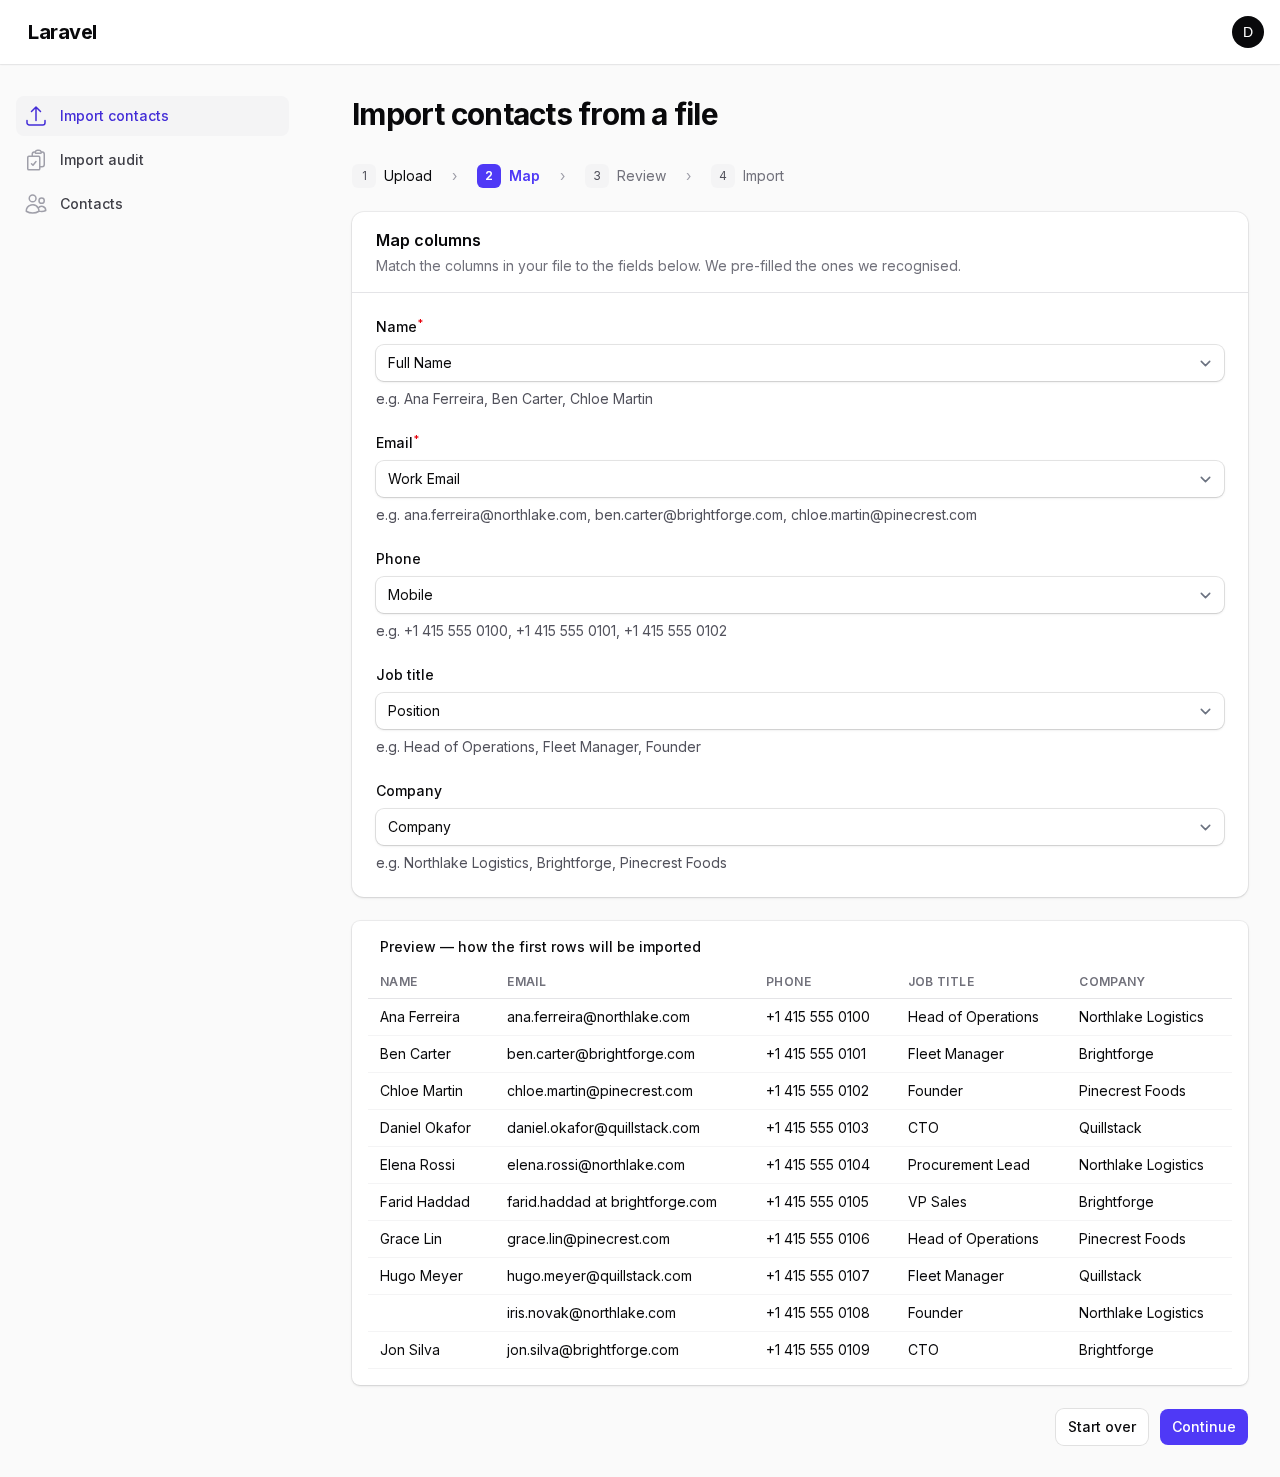 Laravel
D
Import contacts
Import audit
Contacts
Import contacts from a file
1 Upload › 2 Map › 3 Review › 4 Import
Map columns
Match the columns in your file to the fields below. We pre-filled the ones we recognised.
Name*
Full Name
e.g. Ana Ferreira, Ben Carter, Chloe Martin
Email*
Work Email
e.g. ana.ferreira@northlake.com, ben.carter@brightforge.com, chloe.martin@pinecrest.com
Phone
Mobile
e.g. +1 415 555 0100, +1 415 555 0101, +1 415 555 0102
Job title
Position
e.g. Head of Operations, Fleet Manager, Founder
Company
Company
e.g. Northlake Logistics, Brightforge, Pinecrest Foods
Preview — how the first rows will be imported
NAME EMAIL PHONE JOB TITLE COMPANY
Ana Ferreira ana.ferreira@northlake.com +1 415 555 0100 Head of Operations Northlake Logistics
Ben Carter ben.carter@brightforge.com +1 415 555 0101 Fleet Manager Brightforge
Chloe Martin chloe.martin@pinecrest.com +1 415 555 0102 Founder Pinecrest Foods
Daniel Okafor daniel.okafor@quillstack.com +1 415 555 0103 CTO Quillstack
Elena Rossi elena.rossi@northlake.com +1 415 555 0104 Procurement Lead Northlake Logistics
Farid Haddad farid.haddad at brightforge.com +1 415 555 0105 VP Sales Brightforge
Grace Lin grace.lin@pinecrest.com +1 415 555 0106 Head of Operations Pinecrest Foods
Hugo Meyer hugo.meyer@quillstack.com +1 415 555 0107 Fleet Manager Quillstack
iris.novak@northlake.com +1 415 555 0108 Founder Northlake Logistics
Jon Silva jon.silva@brightforge.com +1 415 555 0109 CTO Brightforge
Start over Continue